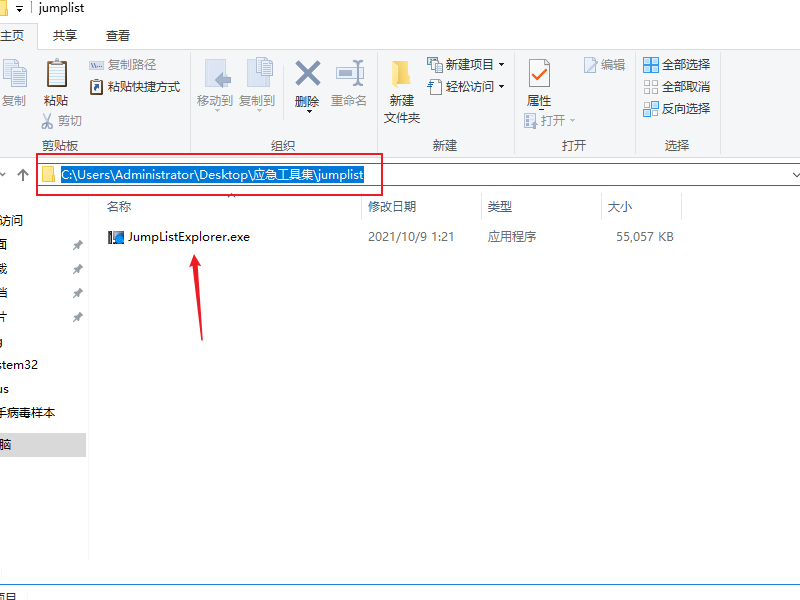 jumplist
主页 共享 查看
复制 粘贴 复制路径 粘贴快捷方式 剪切
移动到 复制到 删除 重命名
新建文件夹 新建项目 轻松访问
属性 打开 编辑
全部选择 全部取消 反向选择
剪贴板 组织 新建 打开 选择
C:\Users\Administrator\Desktop\应急工具集\jumplist
名称 修改日期 类型 大小
JumpListExplorer.exe 2021/10/9 1:21 应用程序 55,057 KB
访问
面
载
档
片
g
stem32
us
手病毒样本
脑
项目